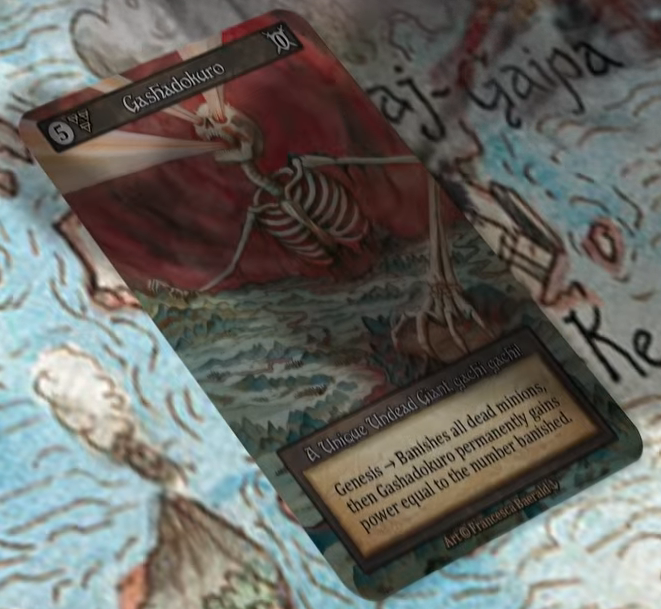 aj-Gaipa
5 Gashadokuro
Ke
A Unique Undead Giant, gachi gachi!
Genesis → Banishes all dead minions,
then Gashadokuro permanently gains
power equal to the number banished.
Art © Francesca Baerald